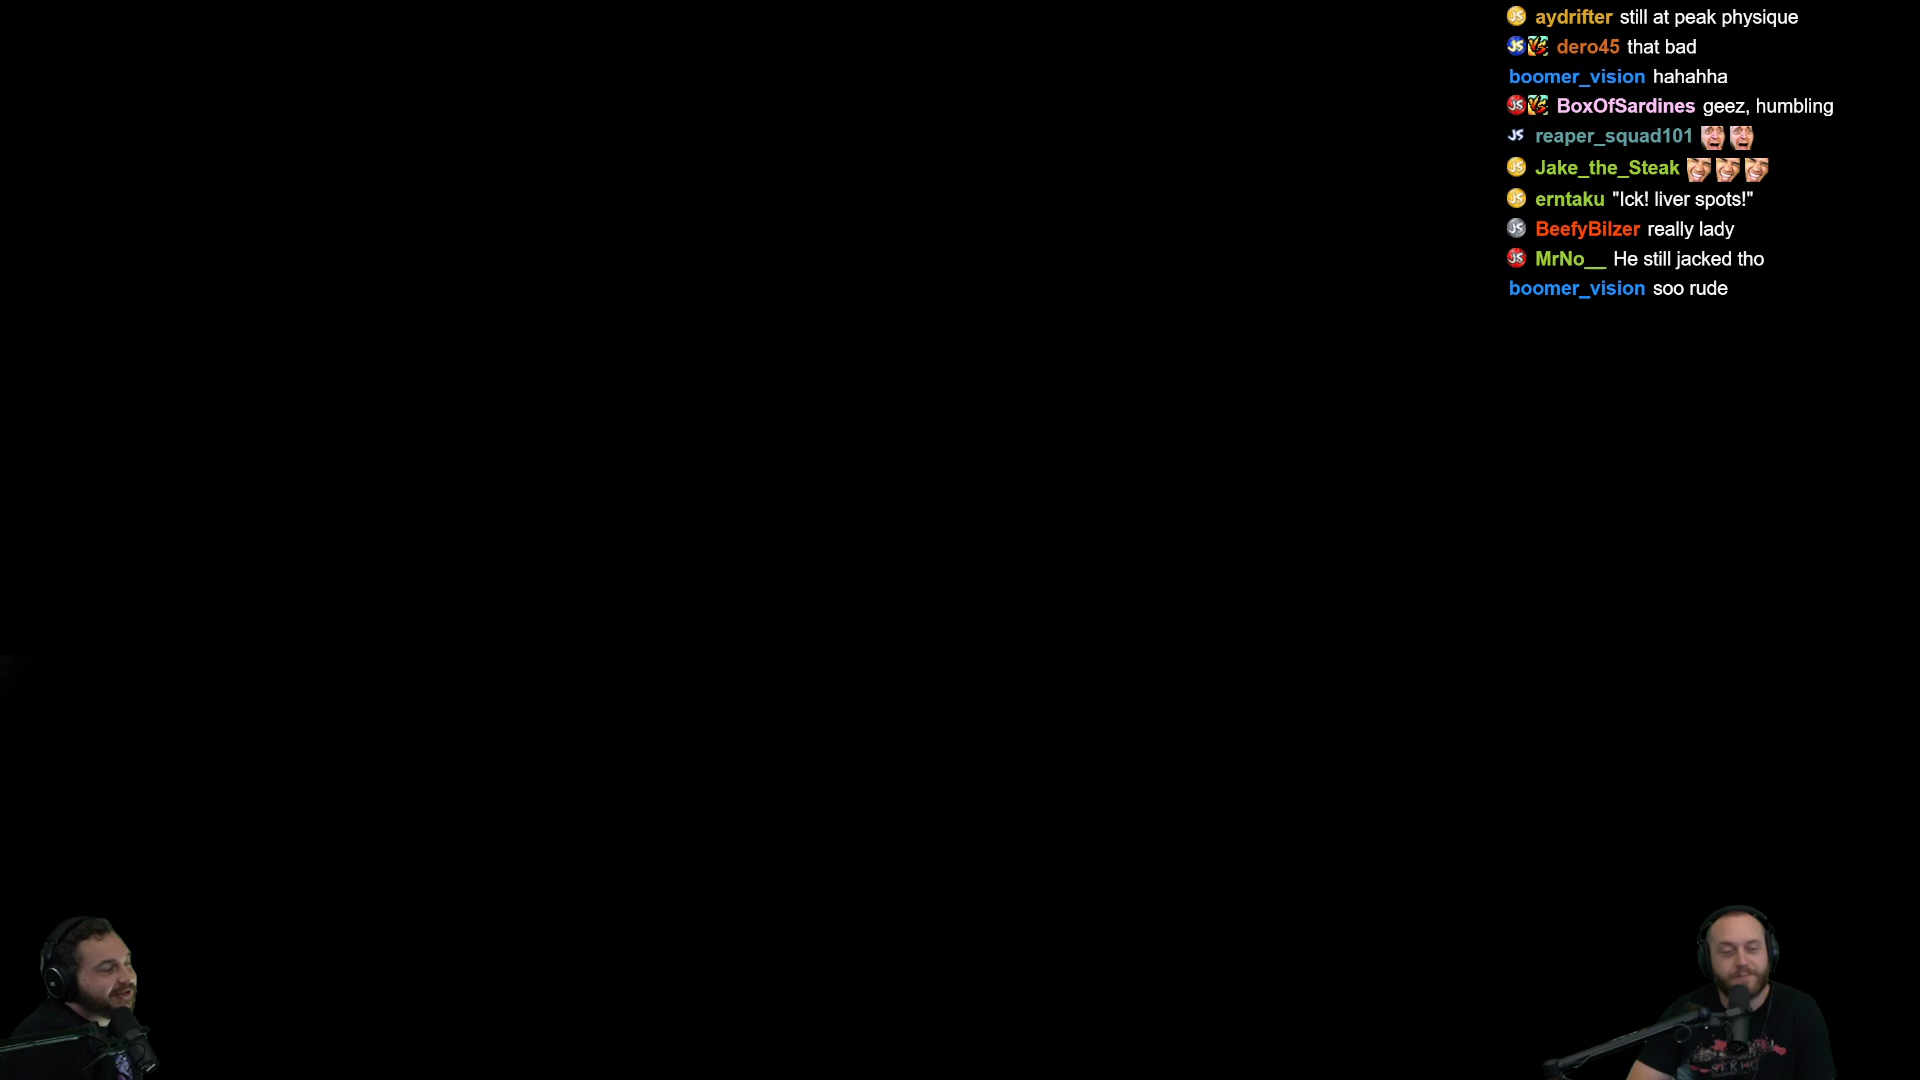 aydrifter still at peak physique
dero45 that bad
boomer_vision hahahha
BoxOfSardines geez, humbling
reaper_squad101
Jake_the_Steak
erntaku "Ick! liver spots!"
BeefyBilzer really lady
MrNo__ He still jacked tho
boomer_vision soo rude